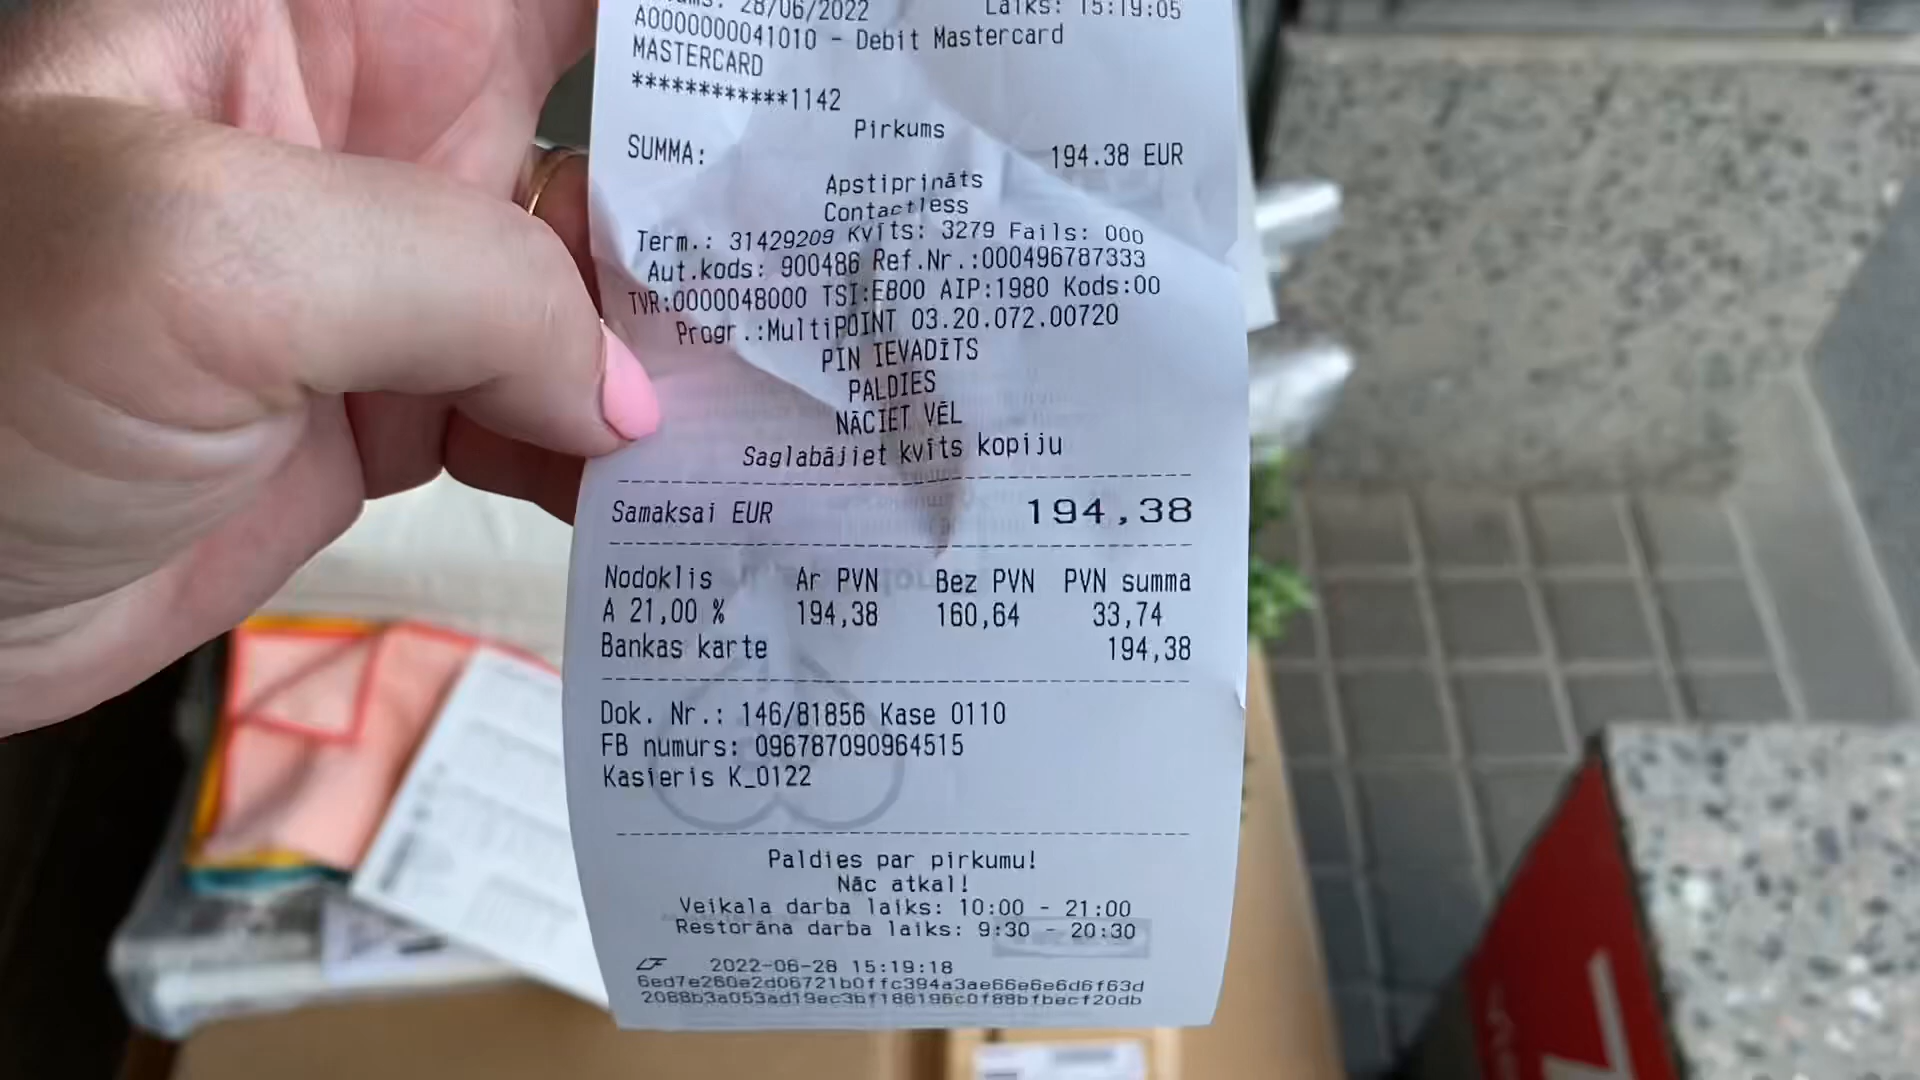 28/06/2022 Laiks: 15:19:05
A0000000041010 - Debit Mastercard
MASTERCARD
************1142
Pirkums
SUMMA: 194.38 EUR
Apstiprināts
Contactless
Term.: 31429209 Kvīts: 3279 Fails: 000
Aut.kods: 900486 Ref.Nr.:000496787333
TVR:0000048000 TSI:E800 AIP:1980 Kods:00
Progr.:MultiPOINT 03.20.072.00720
PIN IEVADĪTS
PALDIES
NĀCIET VĒL
Saglabājiet kvīts kopiju
Samaksai EUR 194,38
Nodoklis Ar PVN Bez PVN PVN summa
A 21,00 % 194,38 160,64 33,74
Bankas karte 194,38
Dok. Nr.: 146/81856 Kase 0110
FB numurs: 096787090964515
Kasieris K_0122
Paldies par pirkumu!
Nāc atkal!
Veikala darba laiks: 10:00 - 21:00
Restorāna darba laiks: 9:30 - 20:30
2022-06-28 15:19:18
6ed7e260e2d06721b0ffc394a3ae66e6e6d6f63d
2088b3a053ad19ec3bf186196c0f88bfbecf20db